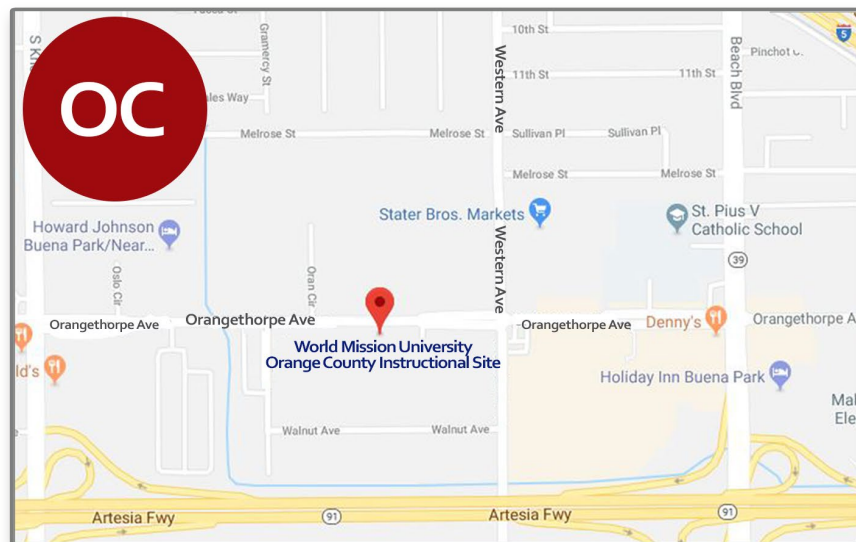 OC
Gramercy St
10th St
Western Ave
Beach Blvd
5
11th St
11th St
Melrose St
Melrose St
Sullivan Pl
Sullivan Pl
Melrose St
Melrose St
Stater Bros. Markets
St. Pius V
Catholic School
Howard Johnson
Buena Park/Near...
Western Ave
39
Oslo Cir
Oran Cir
Orangethorpe Ave
Orangethorpe Ave
Orangethorpe Ave
Denny's
Orangethorpe A
World Mission University
Orange County Instructional Site
ld's
Holiday Inn Buena Park
Mal
Ele
Walnut Ave
Walnut Ave
Artesia Fwy
91
Artesia Fwy
91